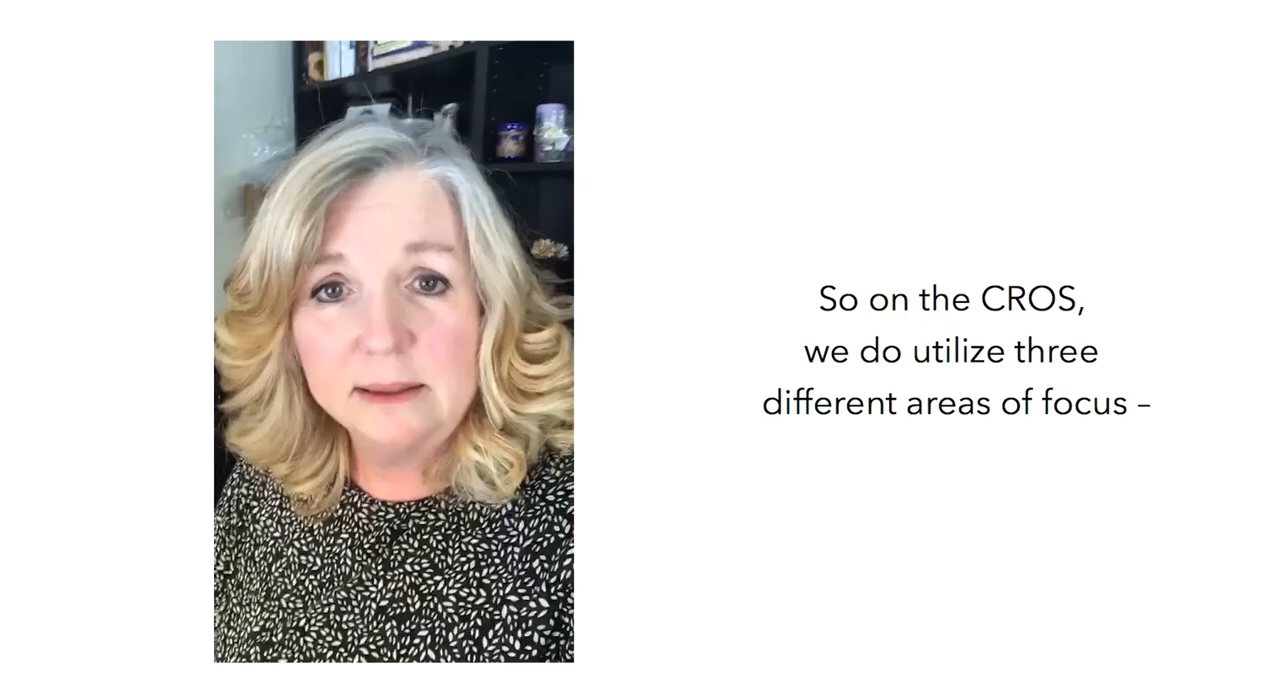 So on the CROS,
we do utilize three
different areas of focus –